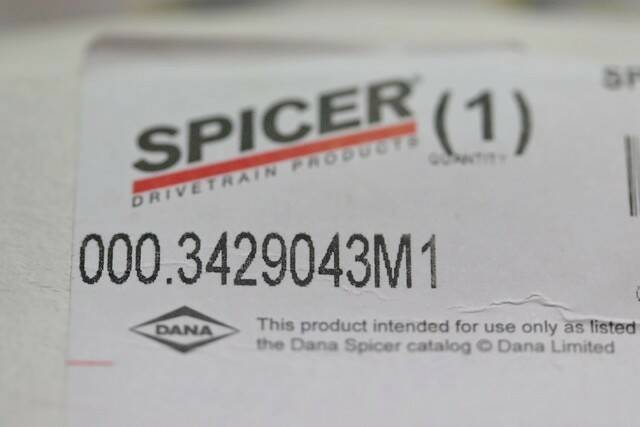 SPICER® (1)
DRIVETRAIN PRODUCTS QUANTITY
SP
000.3429043M1
DANA
This product intended for use only as listed
the Dana Spicer catalog © Dana Limited